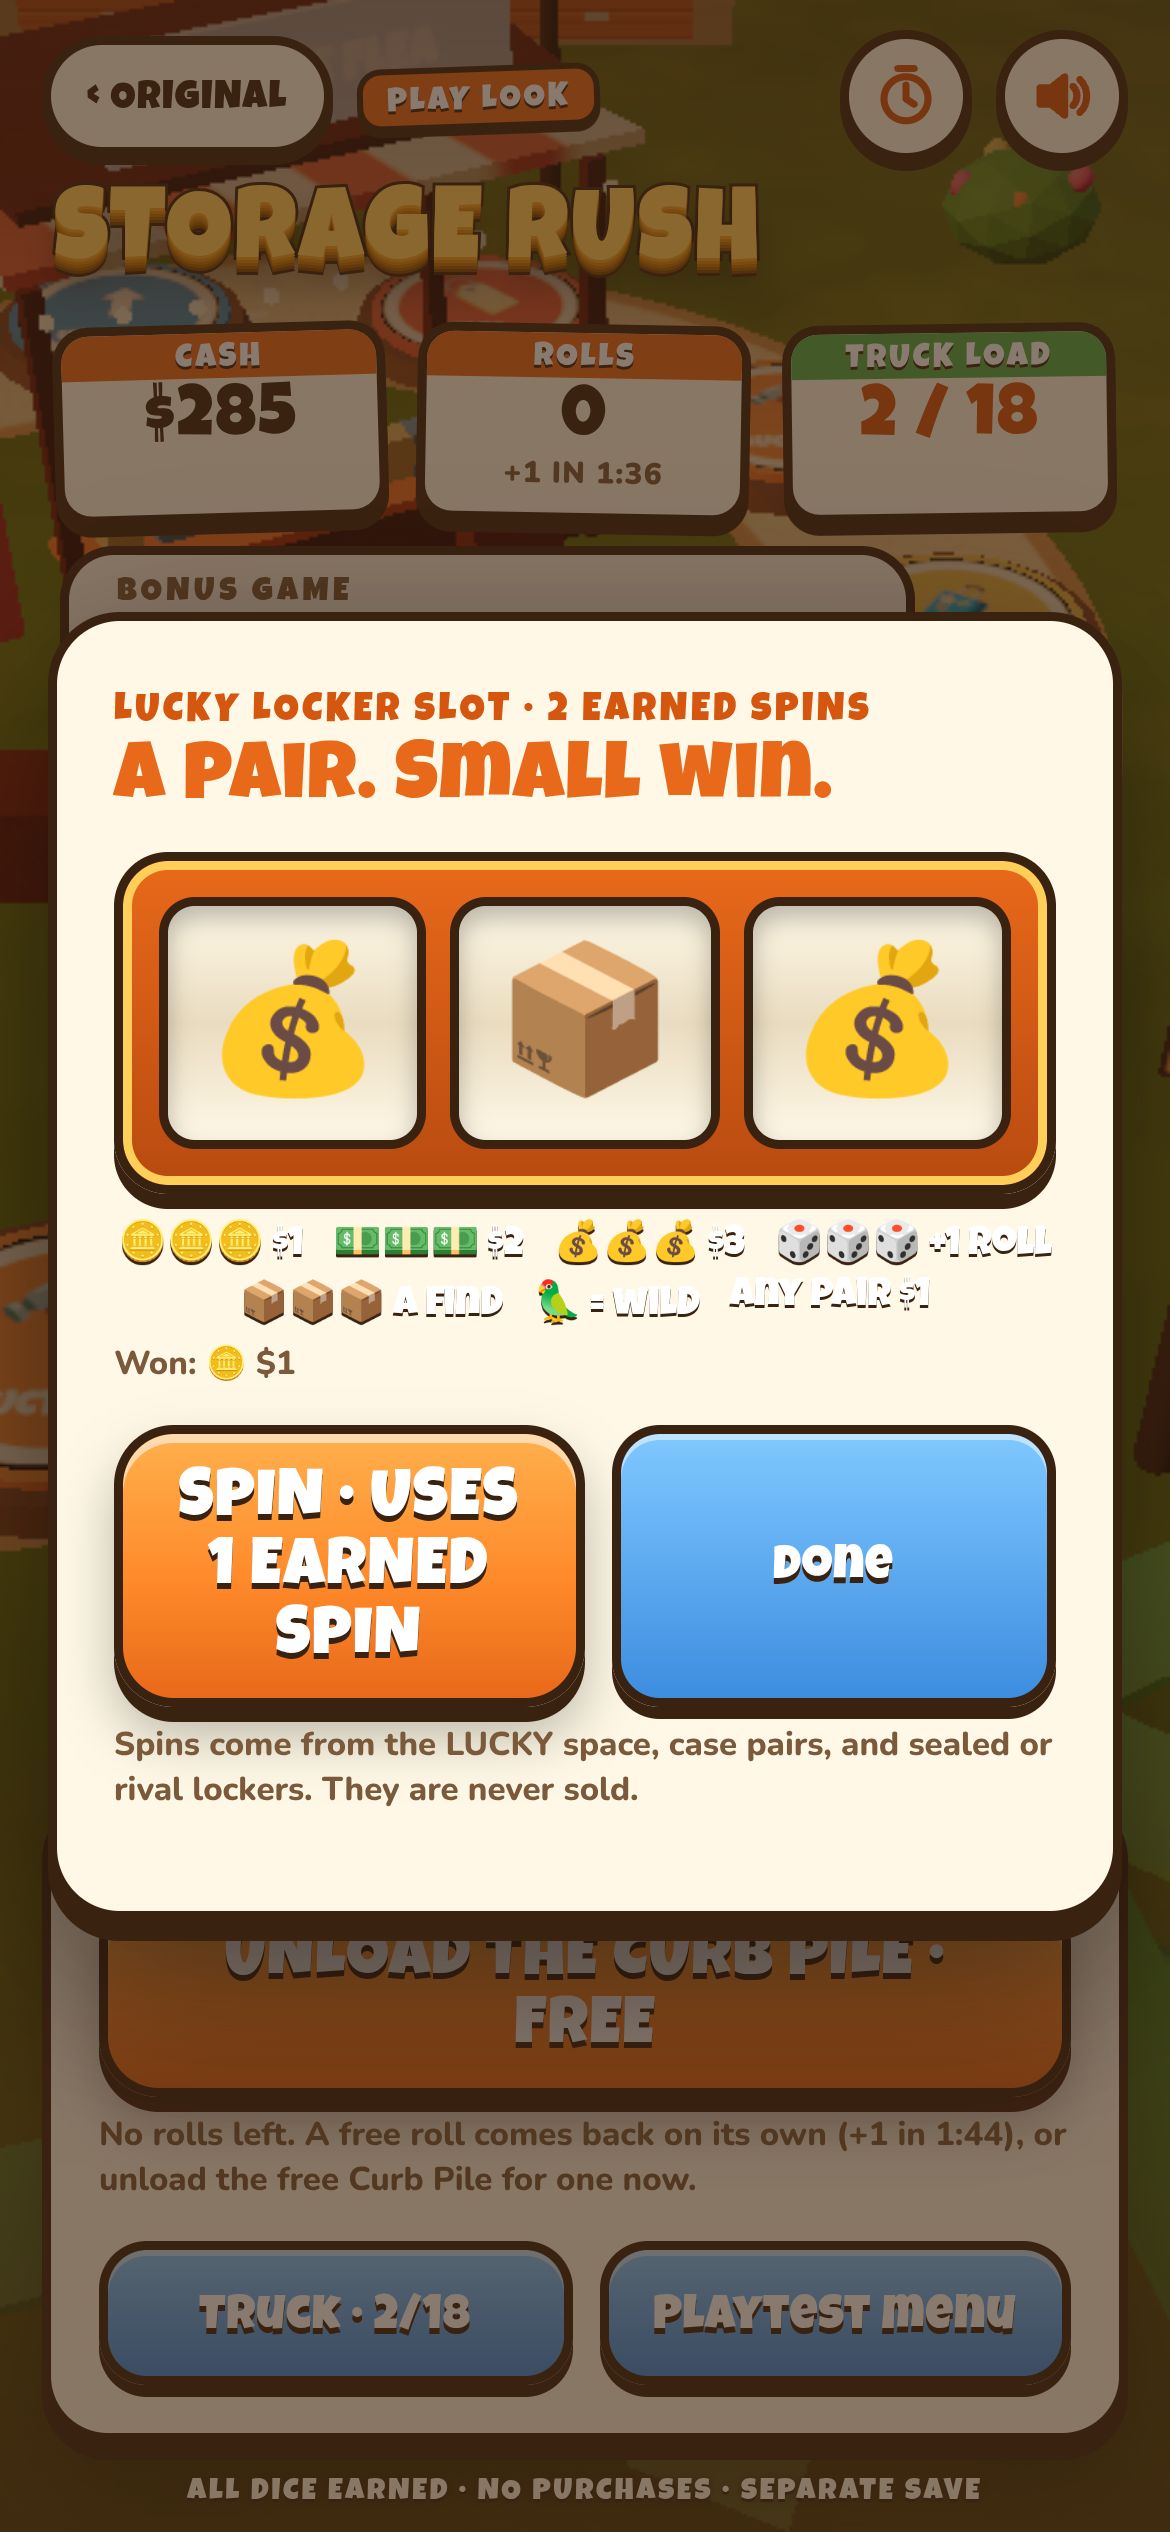 ‹ ORIGINAL
PLAY LOOK
STORAGE RUSH
CASH
$285
ROLLS
0
+1 IN 1:36
TRUCK LOAD
2 / 18
BONUS GAME
LUCKY LOCKER SLOT · 2 EARNED SPINS
A PAIR. SMALL WIN.
$1 $2 $3 +1 ROLL
A FIND = WILD ANY PAIR $1
Won: $1
SPIN · USES
1 EARNED
SPIN
DONE
Spins come from the LUCKY space, case pairs, and sealed or
rival lockers. They are never sold.
UNLOAD THE CURB PILE ·
FREE
No rolls left. A free roll comes back on its own (+1 in 1:44), or
unload the free Curb Pile for one now.
TRUCK · 2/18
PLAYTEST MENU
ALL DICE EARNED · NO PURCHASES · SEPARATE SAVE